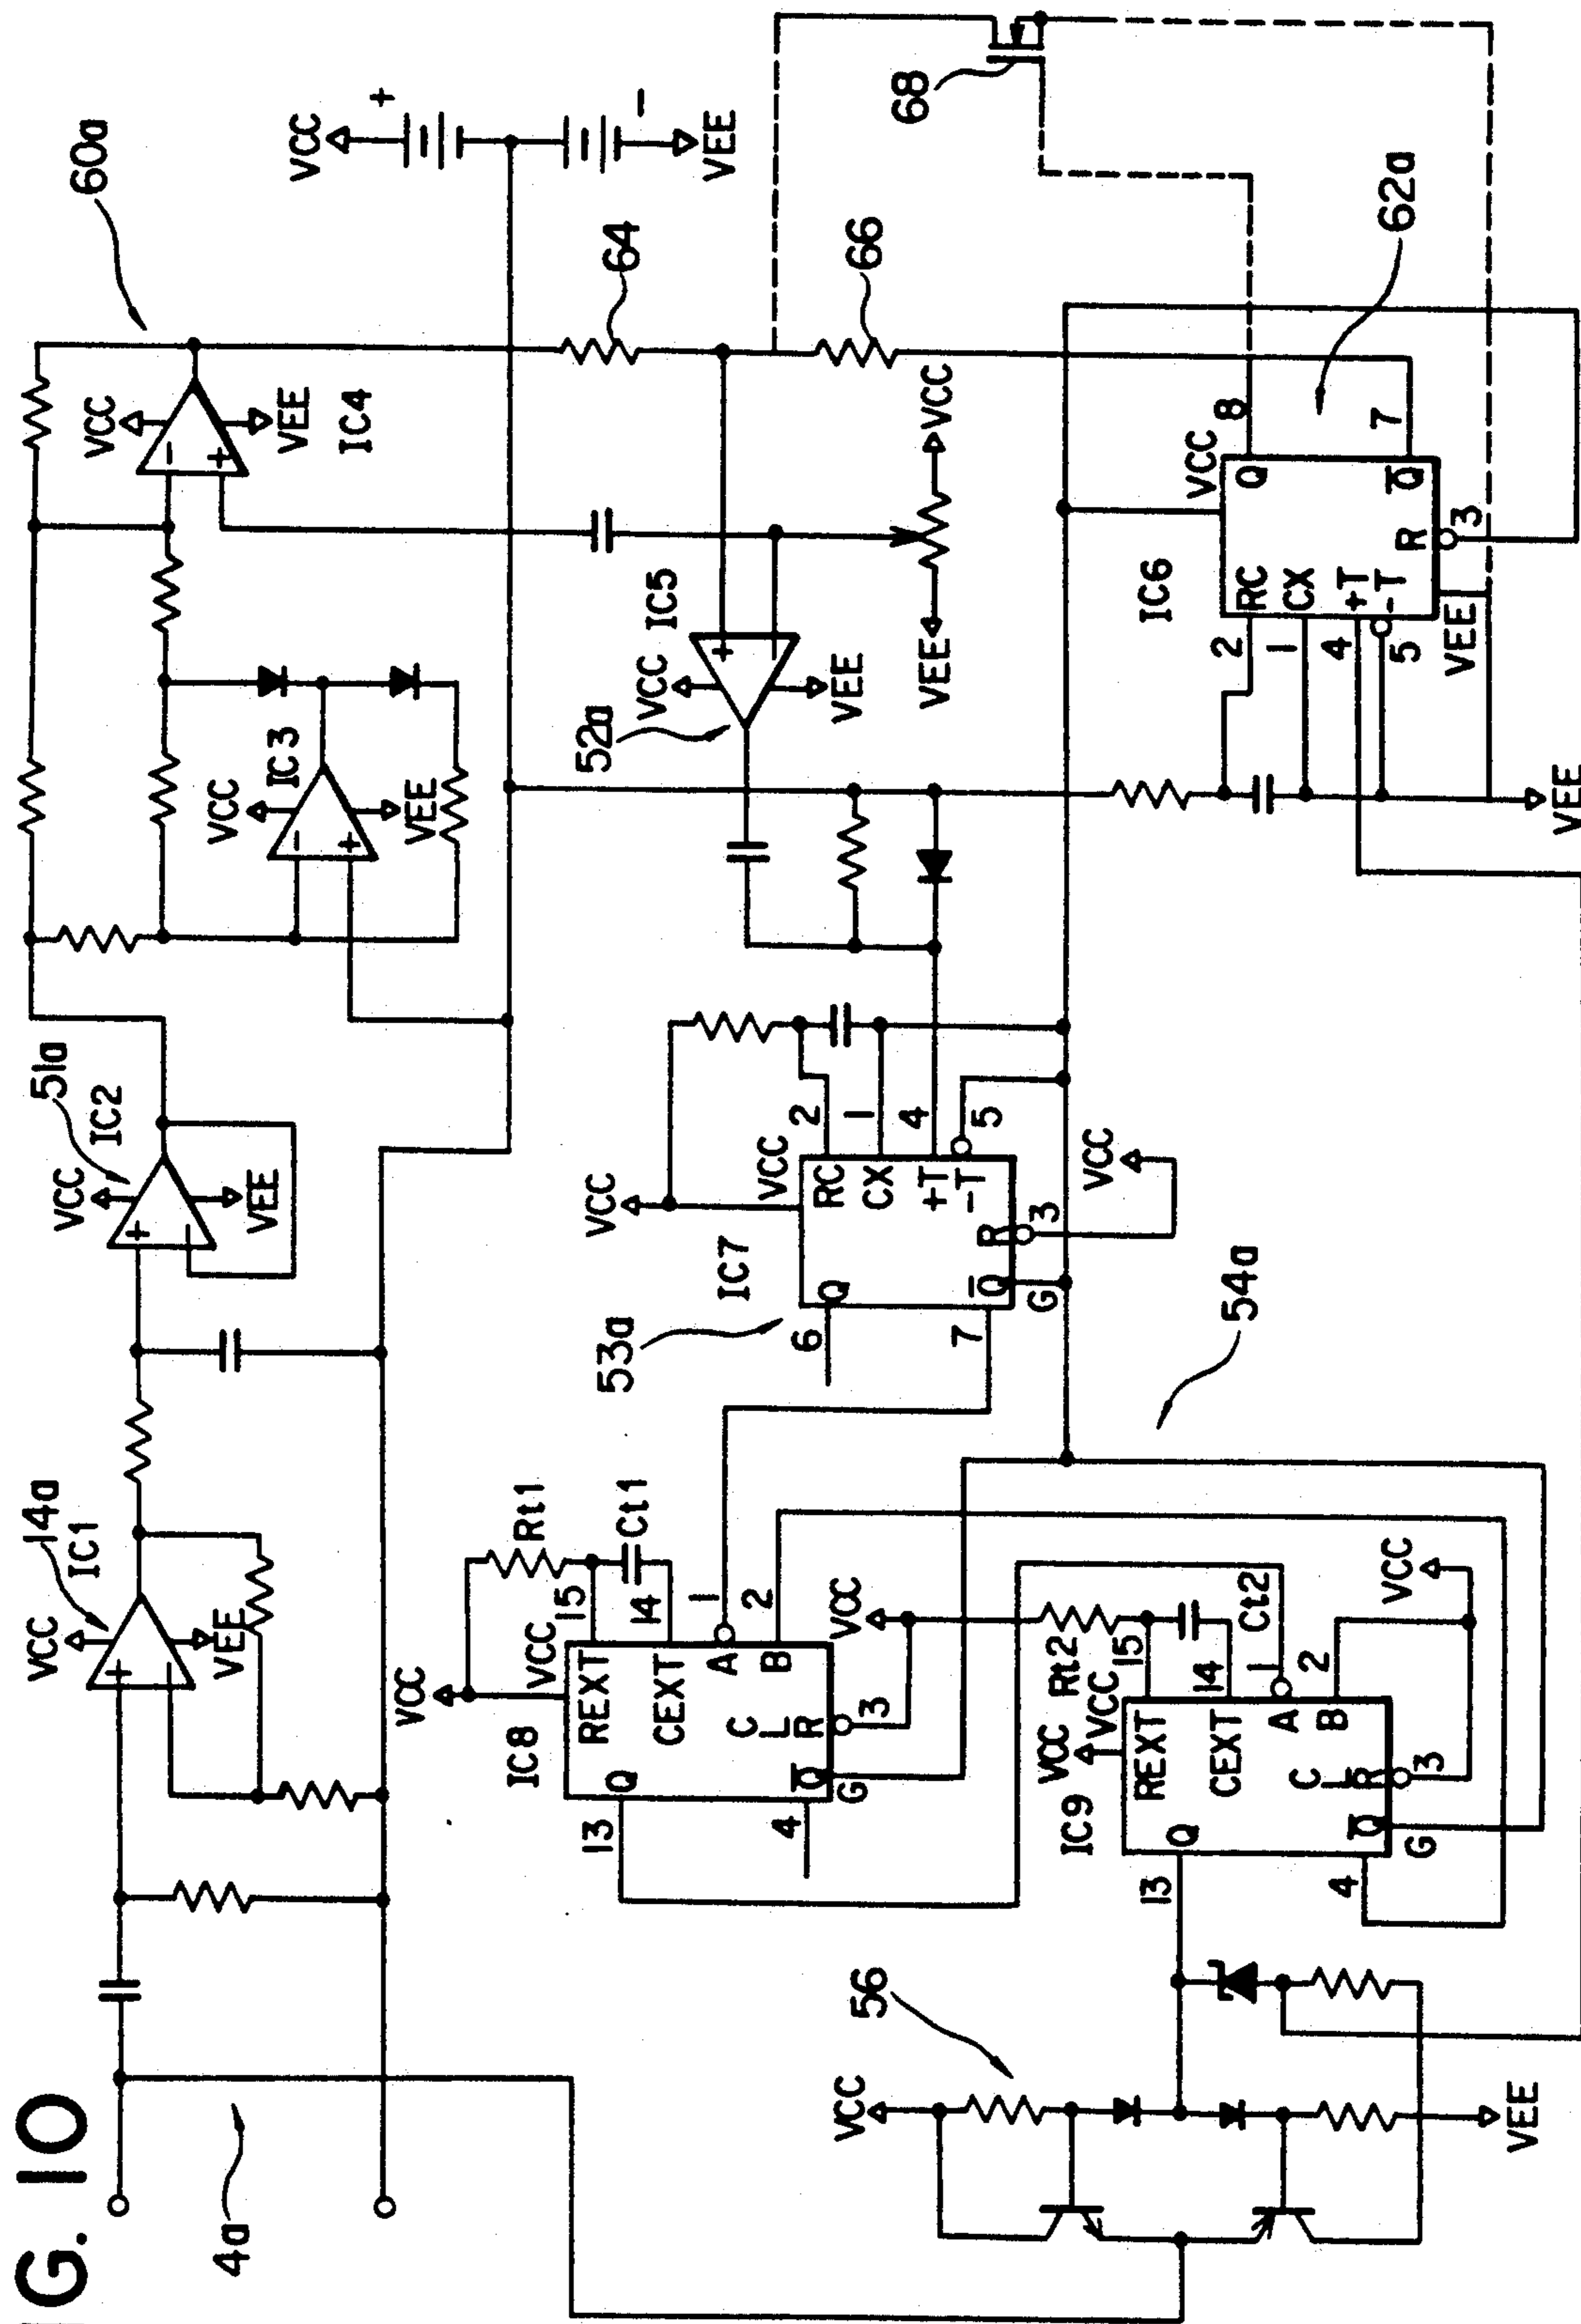 G. 10
4a
VCC
14a
IC1
VEE
VCC
51a
IC2
VEE
VCC
IC3
VEE
60a
VCC
VEE
IC4
VCC
+
-
VEE
64
66
68
52a
VCC
IC5
VEE
VEE
VCC
53a
IC7
VCC
VCC
RC
CX
+T
-T
R
Q
Q
G
2
1
4
5
3
6
7
VCC
IC6
VCC
RC
CX
+T
-T
R
Q
Q
2
1
4
5
3
8
7
VEE
VEE
62a
54a
IC8
VCC
VCC
REXT
CEXT
A
B
CLR
Q
Q
G
15
14
1
2
3
13
4
Rt1
Ct1
VCC
IC9
VCC
VCC
REXT
CEXT
A
B
CLR
Q
Q
G
15
14
1
2
3
13
4
Rt2
Ct2
VCC
56
VCC
VEE